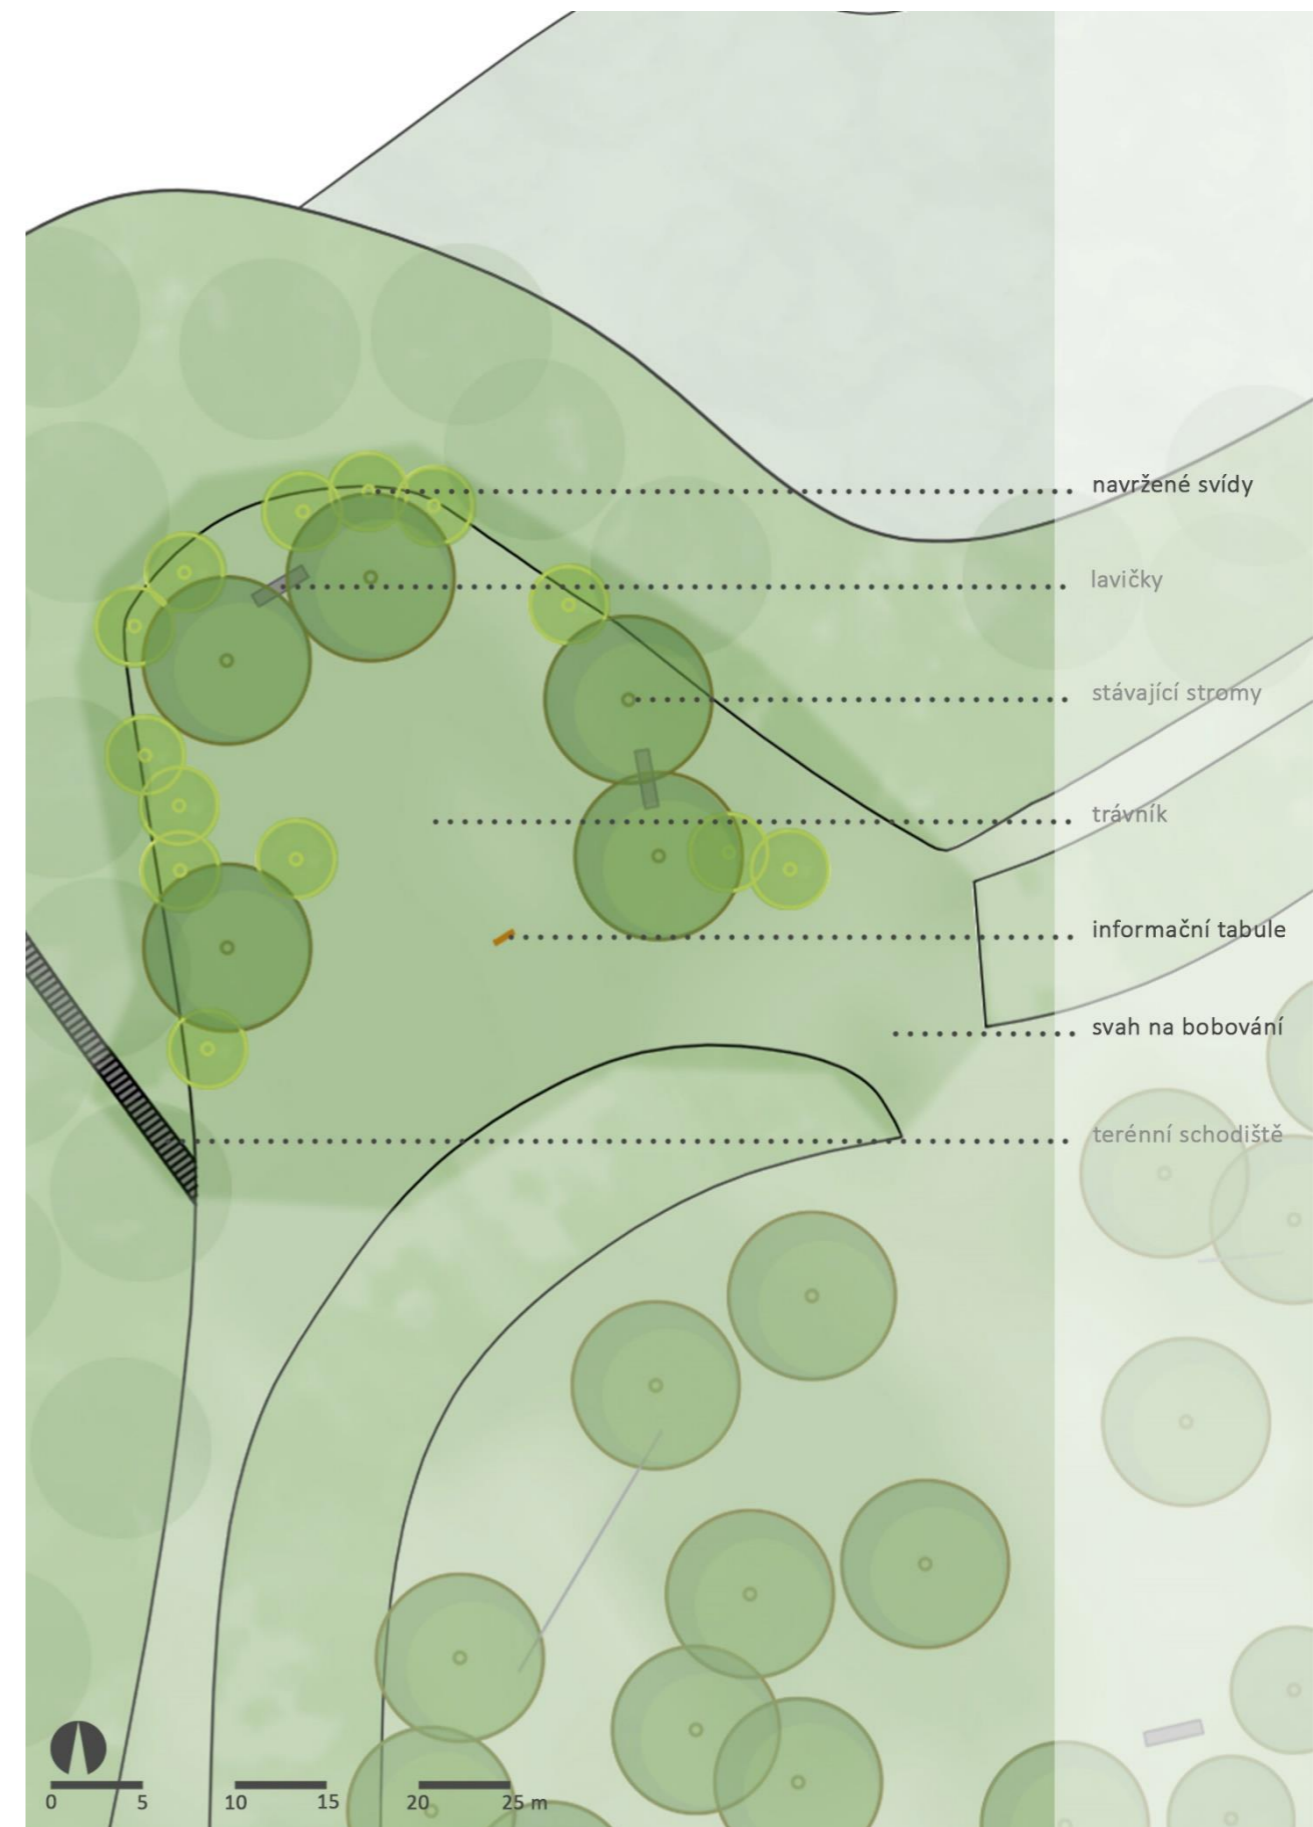 navržené svídy
lavičky
stávající stromy
trávník
informační tabule
svah na bobování
terénní schodiště
0 5 10 15 20 25 m